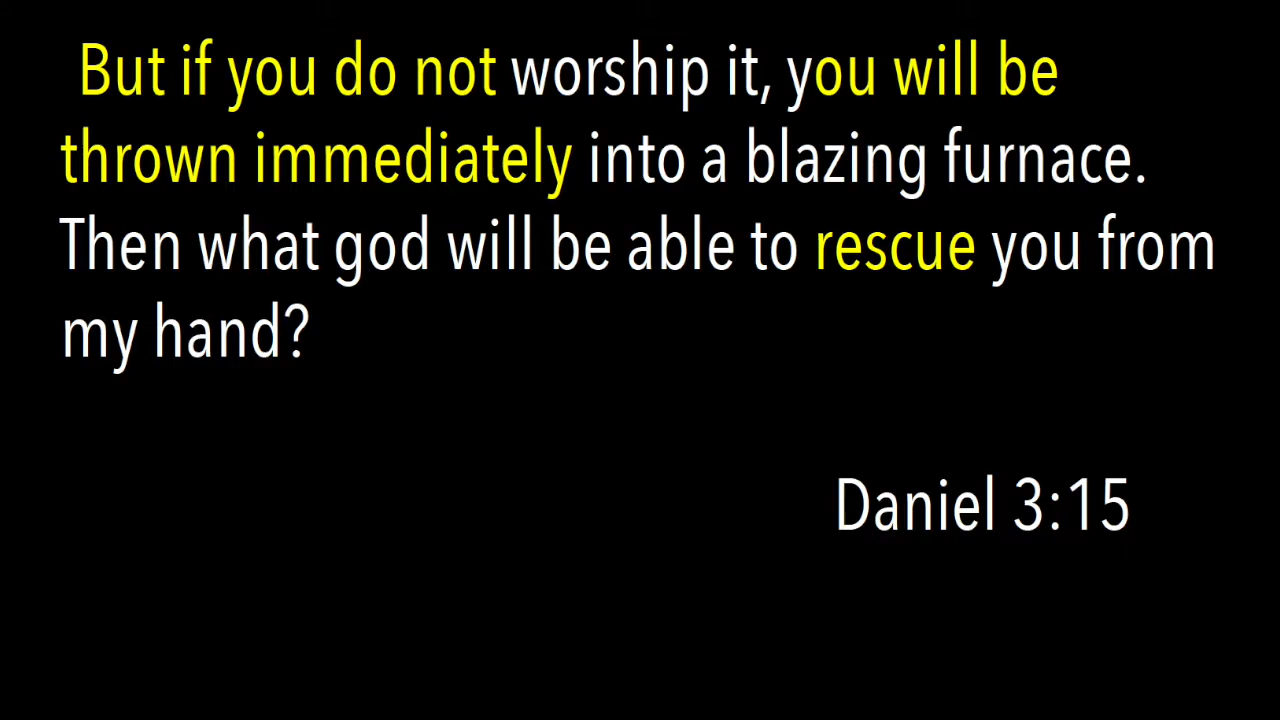 But if you do not worship it, you will be
thrown immediately into a blazing furnace.
Then what god will be able to rescue you from
my hand?
Daniel 3:15